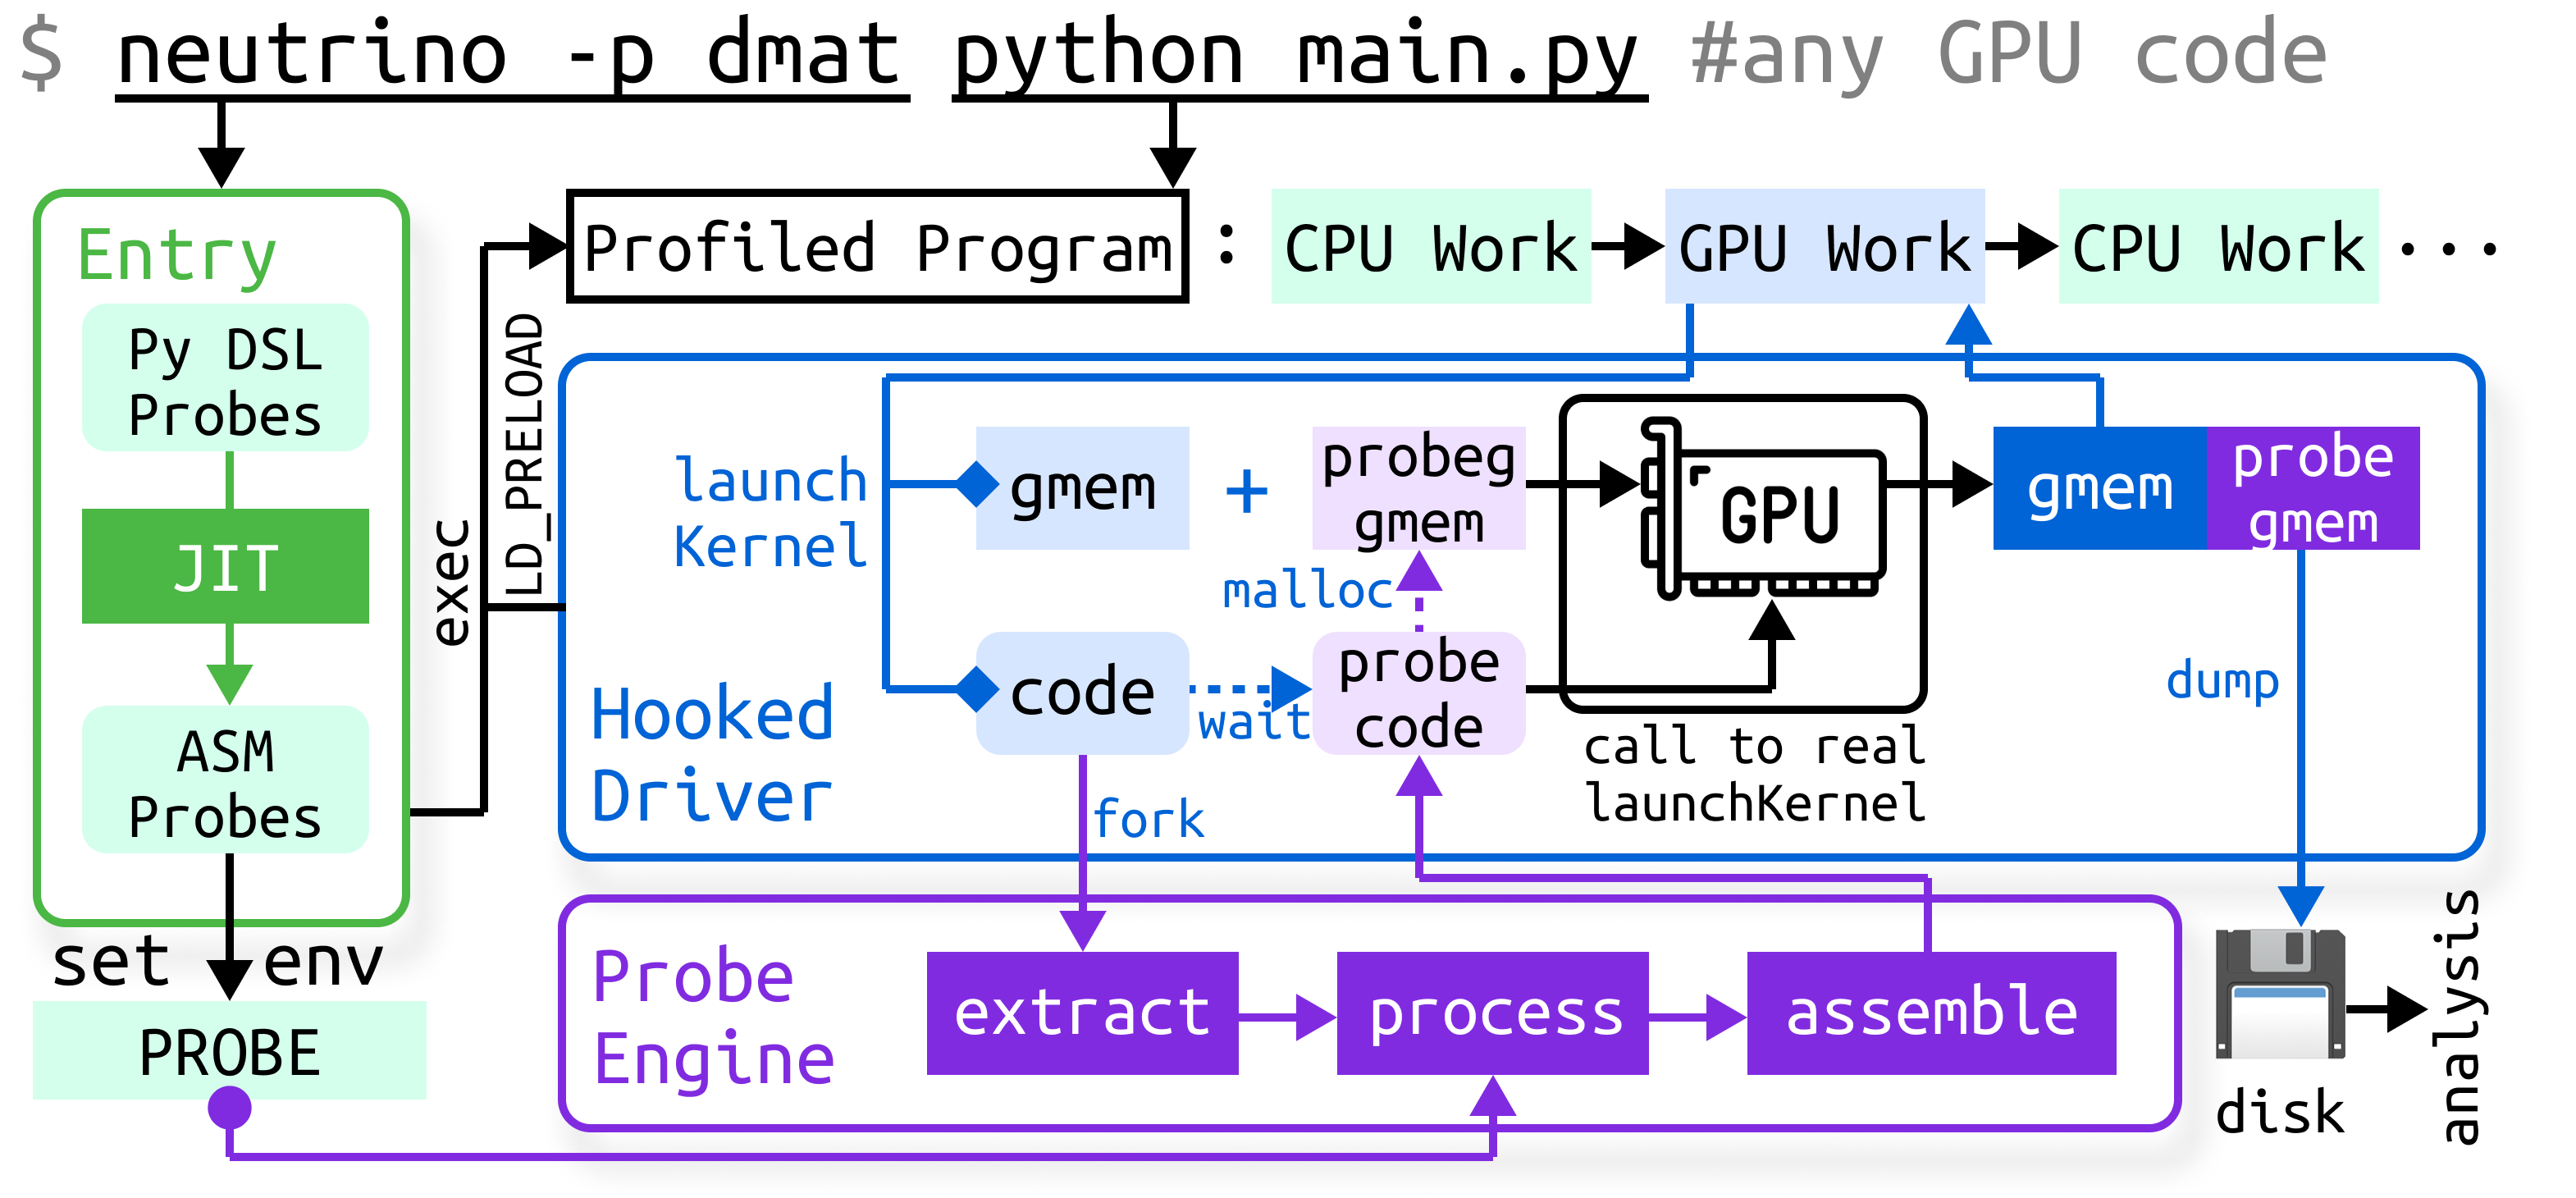 $ neutrino -p dmat python main.py #any GPU code
Entry
Py DSL
Probes
JIT
ASM
Probes
set env
PROBE
exec
LD_PRELOAD
Profiled Program :
CPU Work
GPU Work
CPU Work
...
launch
Kernel
gmem
+
probeg
gmem
GPU
gmem
probe
gmem
malloc
code
wait
probe
code
Hooked
Driver
fork
call to real
launchKernel
dump
Probe
Engine
extract
process
assemble
disk
analysis